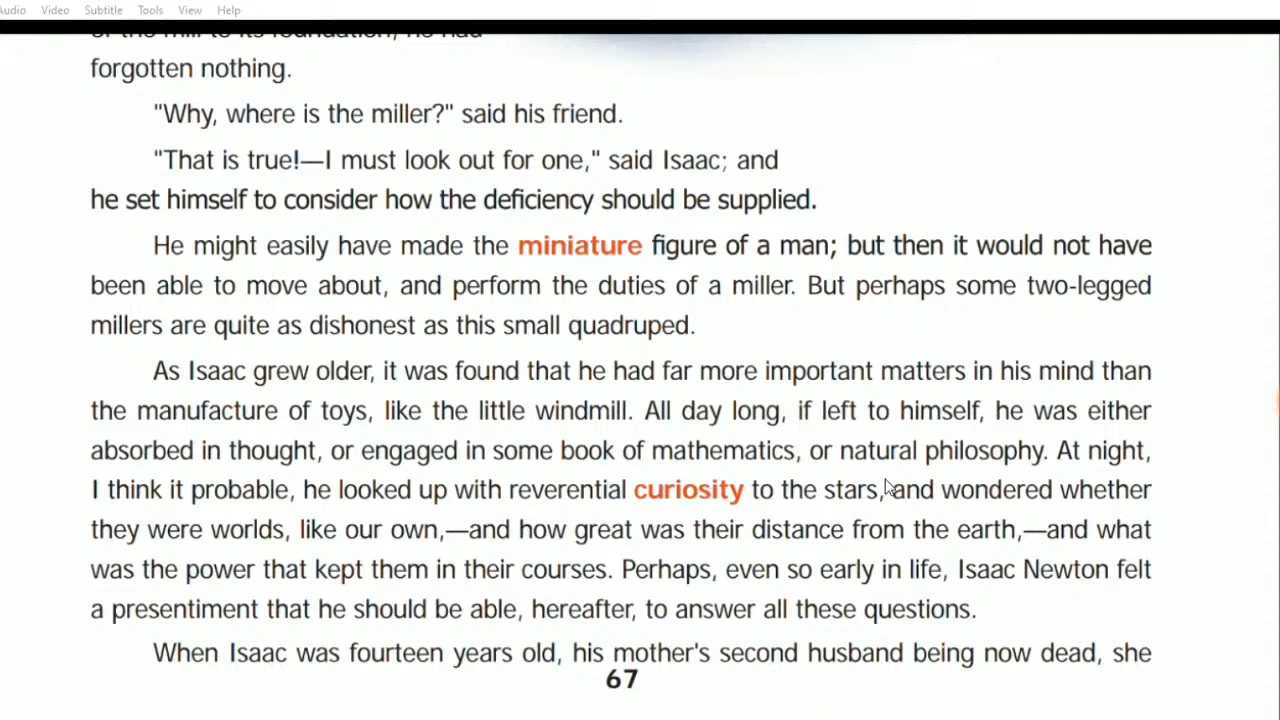 Audio Video Subtitle Tools View Help
of the mill to its foundation, he had
forgotten nothing.
"Why, where is the miller?" said his friend.
"That is true!—I must look out for one," said Isaac; and
he set himself to consider how the deficiency should be supplied.
He might easily have made the miniature figure of a man; but then it would not have
been able to move about, and perform the duties of a miller. But perhaps some two-legged
millers are quite as dishonest as this small quadruped.
As Isaac grew older, it was found that he had far more important matters in his mind than
the manufacture of toys, like the little windmill. All day long, if left to himself, he was either
absorbed in thought, or engaged in some book of mathematics, or natural philosophy. At night,
I think it probable, he looked up with reverential curiosity to the stars, and wondered whether
they were worlds, like our own,—and how great was their distance from the earth,—and what
was the power that kept them in their courses. Perhaps, even so early in life, Isaac Newton felt
a presentiment that he should be able, hereafter, to answer all these questions.
When Isaac was fourteen years old, his mother's second husband being now dead, she
67